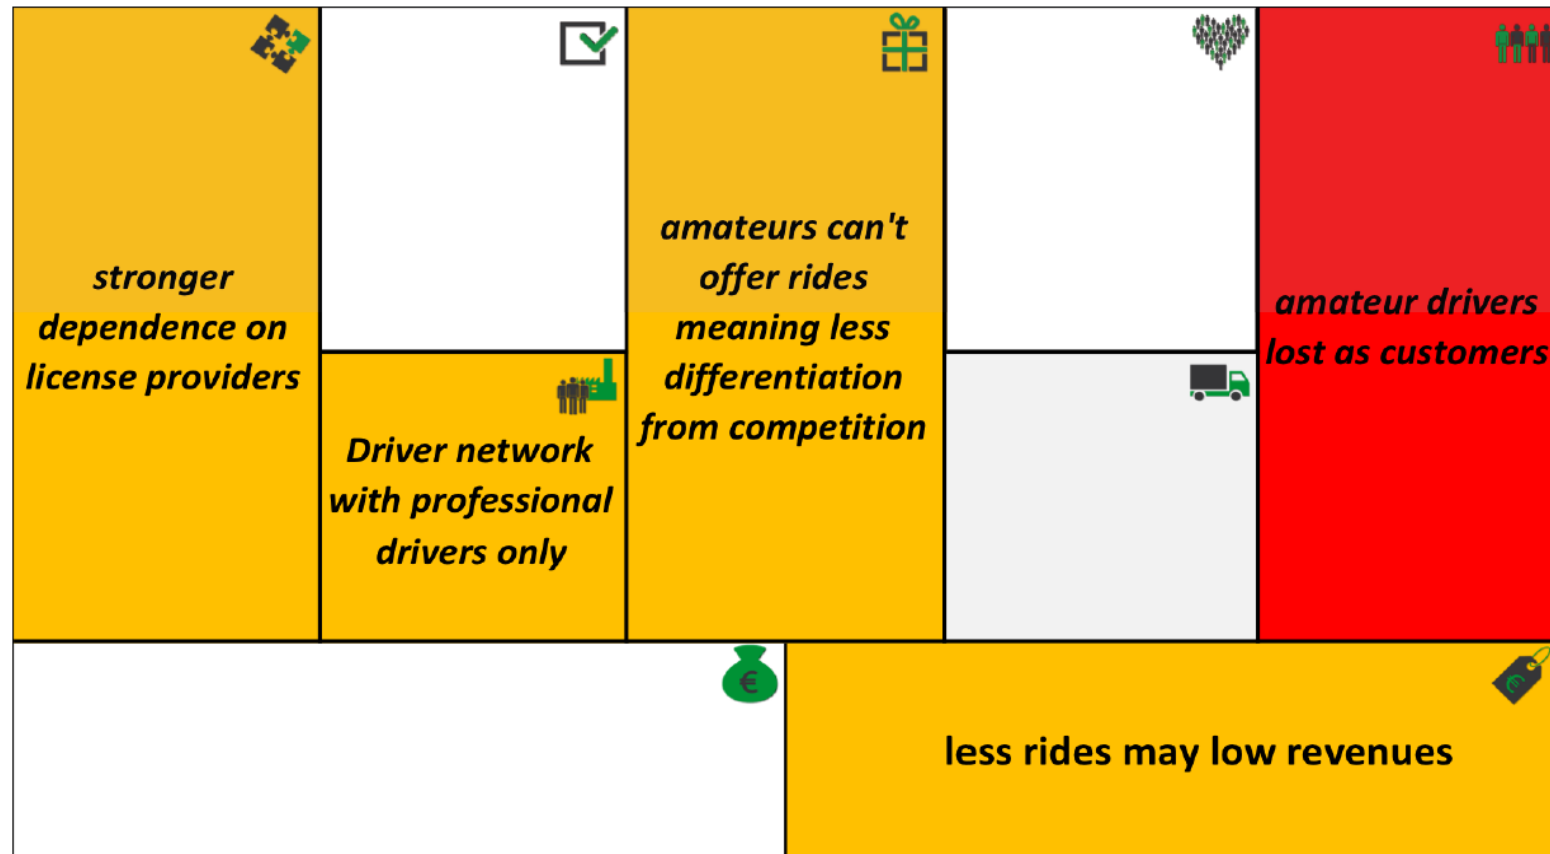 stronger
dependence on
license providers
Driver network
with professional
drivers only
amateurs can't
offer rides
meaning less
differentiation
from competition
amateur drivers
lost as customers
€
€
less rides may low revenues